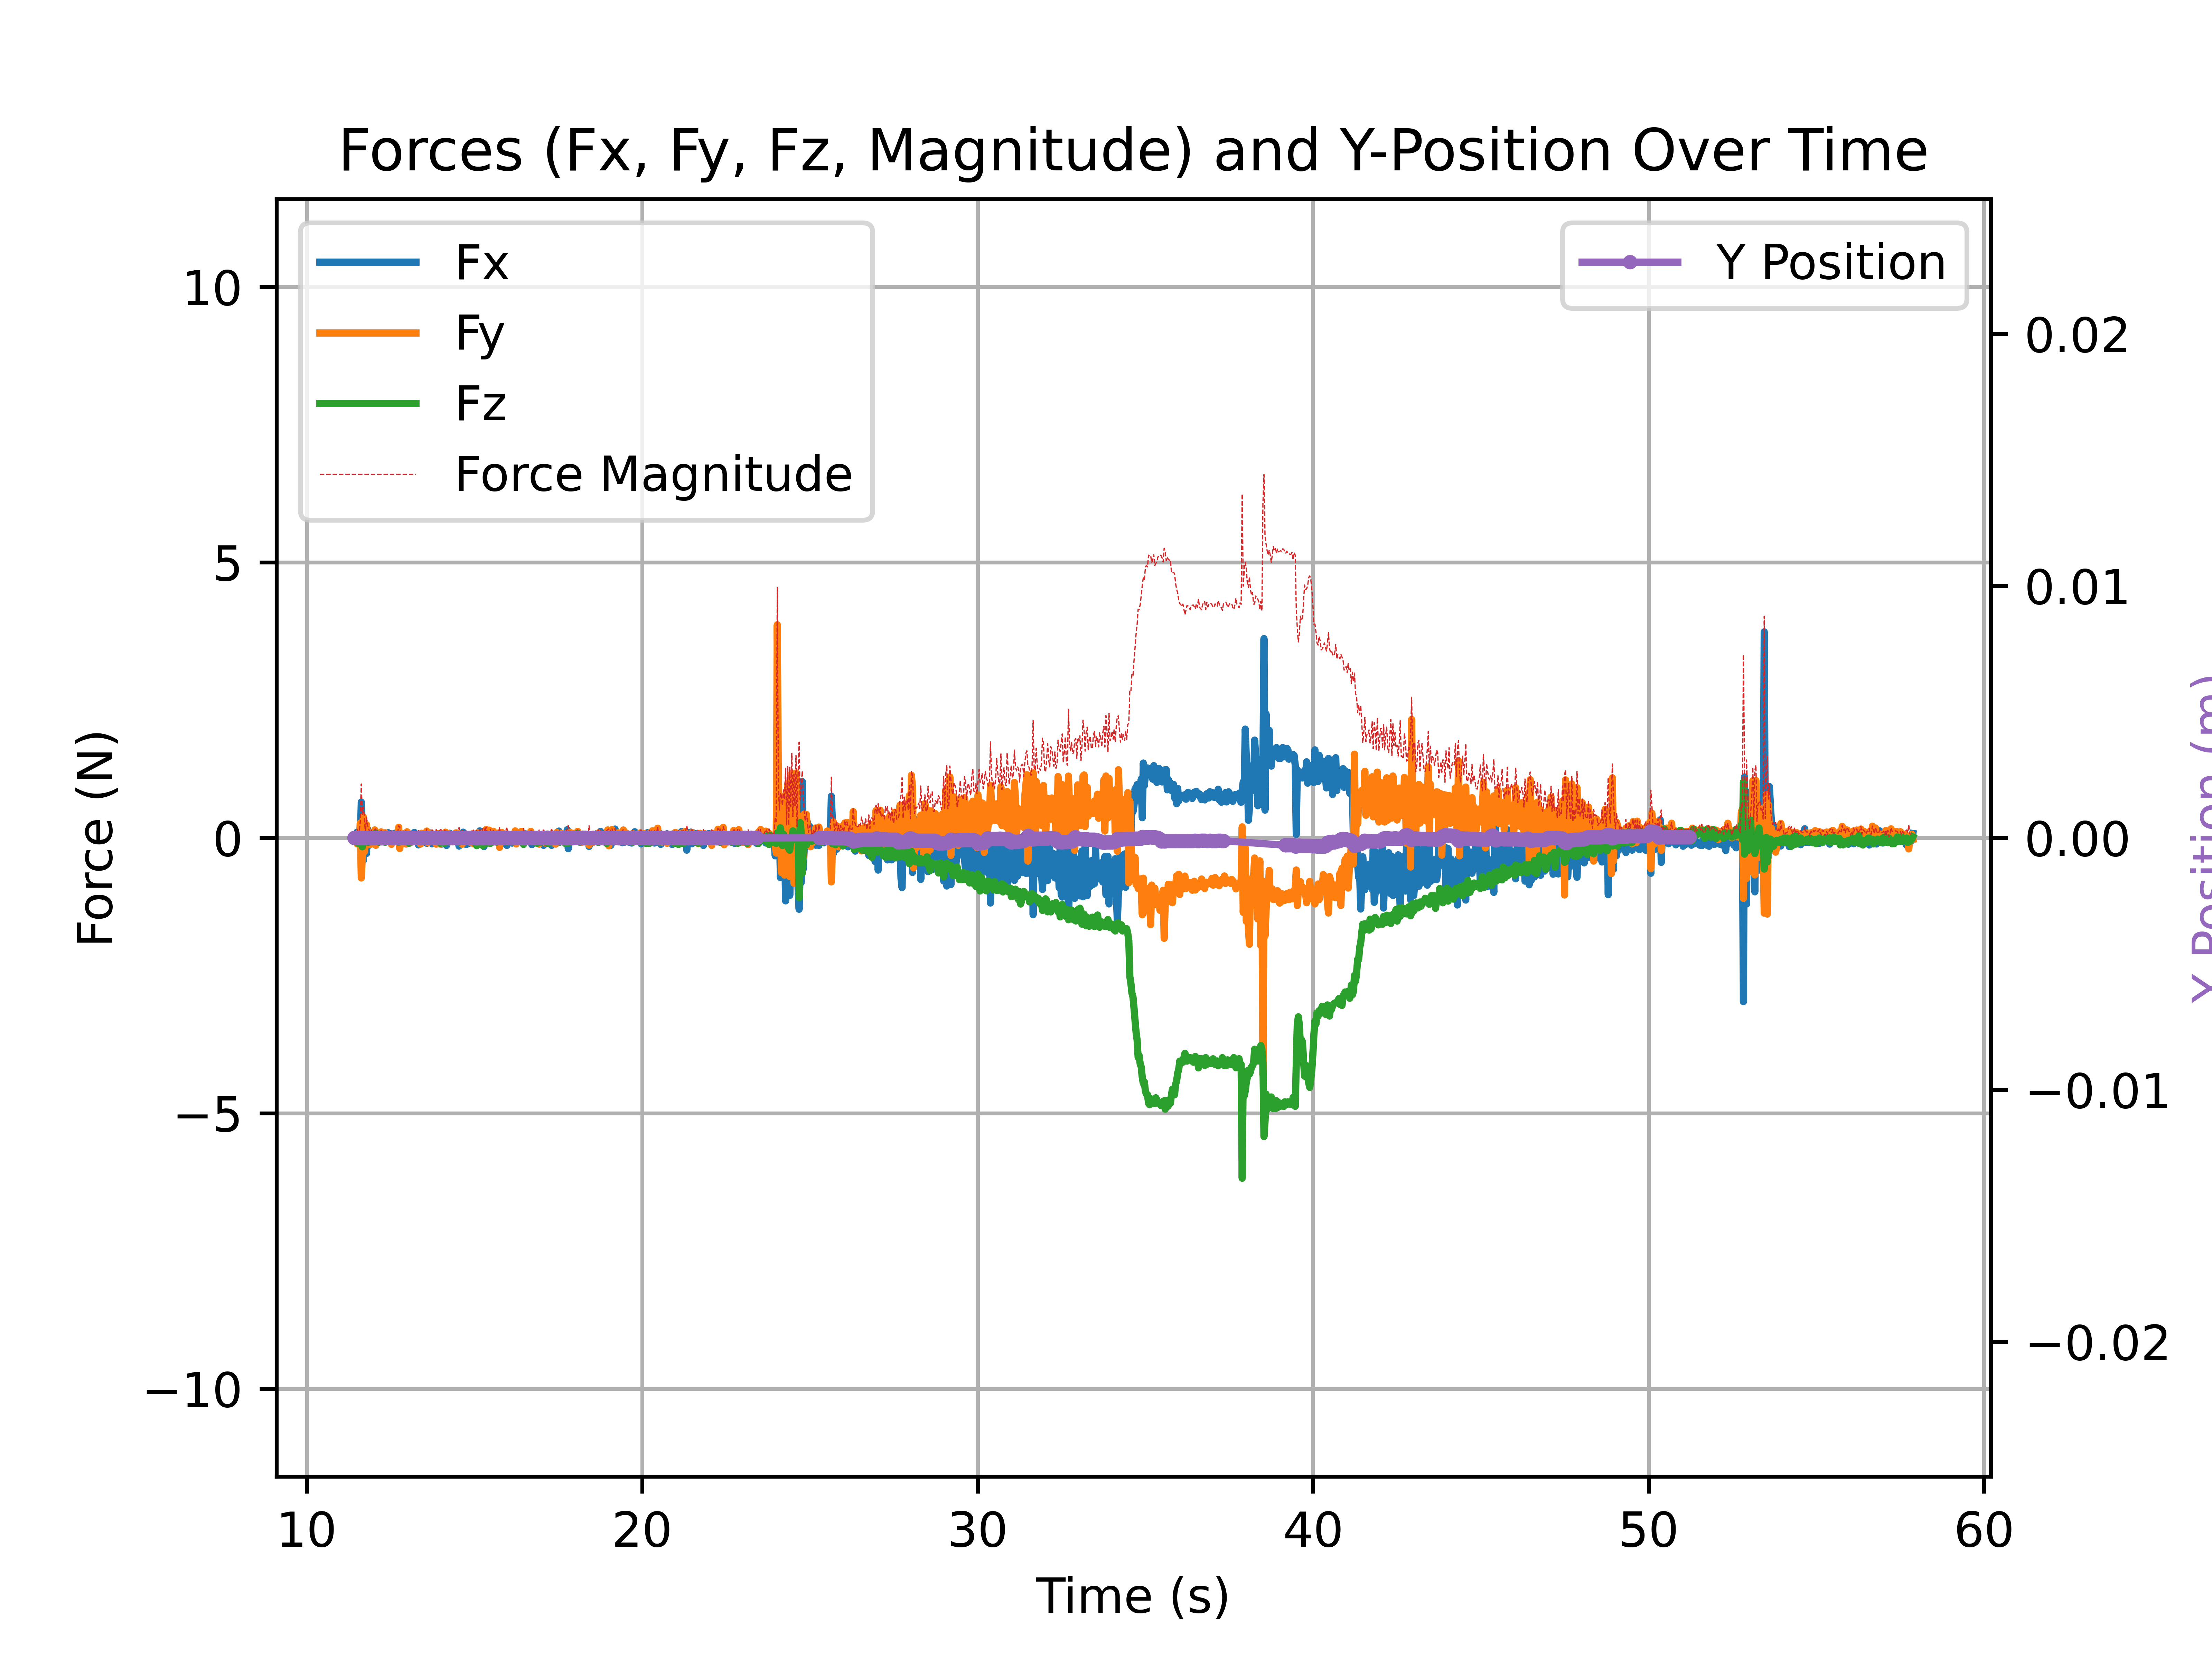 Forces (Fx, Fy, Fz, Magnitude) and Y-Position Over Time
Fx
Fy
Fz
Force Magnitude
Y Position
10
5
0
−5
−10
Force (N)
0.02
0.01
0.00
−0.01
−0.02
Y Position (m)
10
20
30
40
50
60
Time (s)